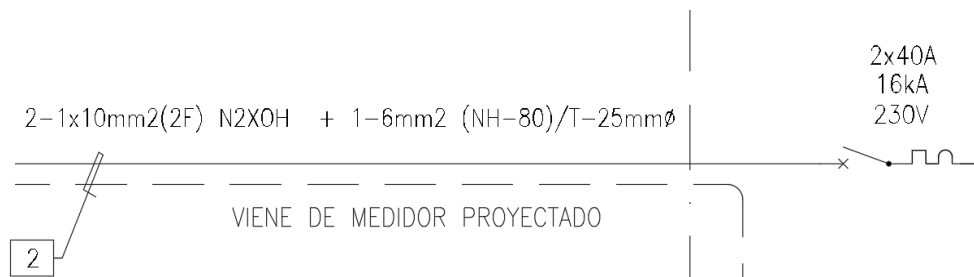 2x40A
16kA
230V
2-1x10mm2(2F) N2XOH + 1-6mm2 (NH-80)/T-25mmø
VIENE DE MEDIDOR PROYECTADO
2